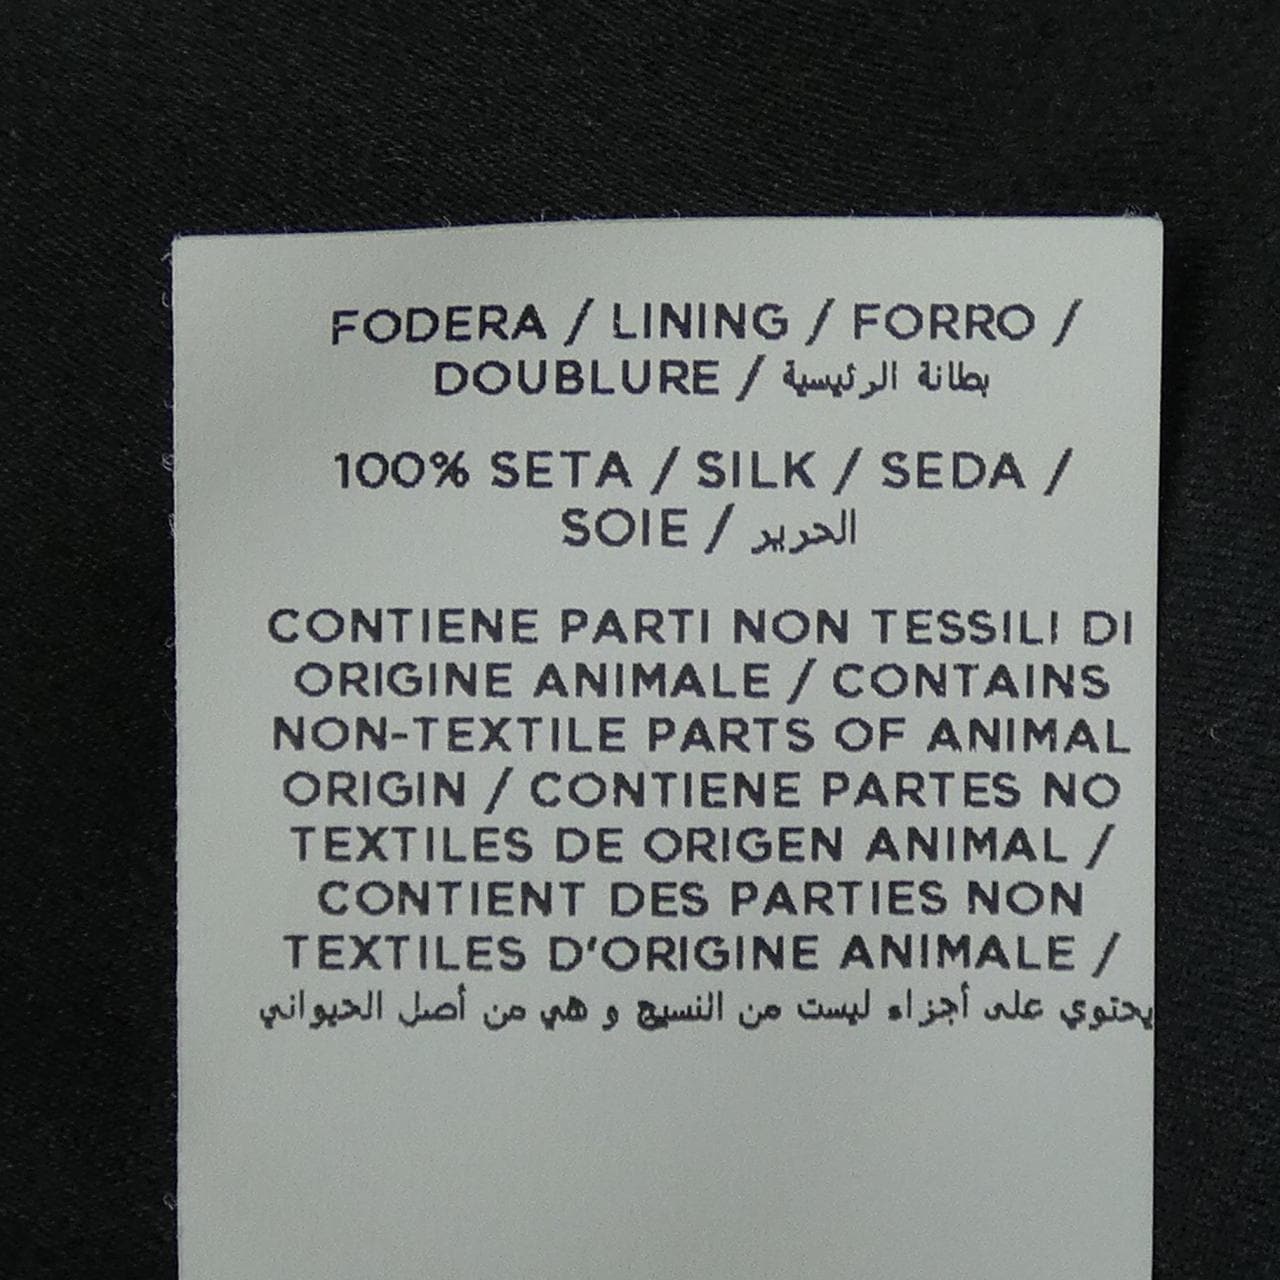 FODERA / LINING / FORRO /
DOUBLURE / بطانة الرئيسية
100% SETA / SILK / SEDA /
SOIE / الحرير
CONTIENE PARTI NON TESSILI DI
ORIGINE ANIMALE / CONTAINS
NON-TEXTILE PARTS OF ANIMAL
ORIGIN / CONTIENE PARTES NO
TEXTILES DE ORIGEN ANIMAL /
CONTIENT DES PARTIES NON
TEXTILES D'ORIGINE ANIMALE /
يحتوي على أجزاء ليست من النسيج و هي من أصل الحيواني